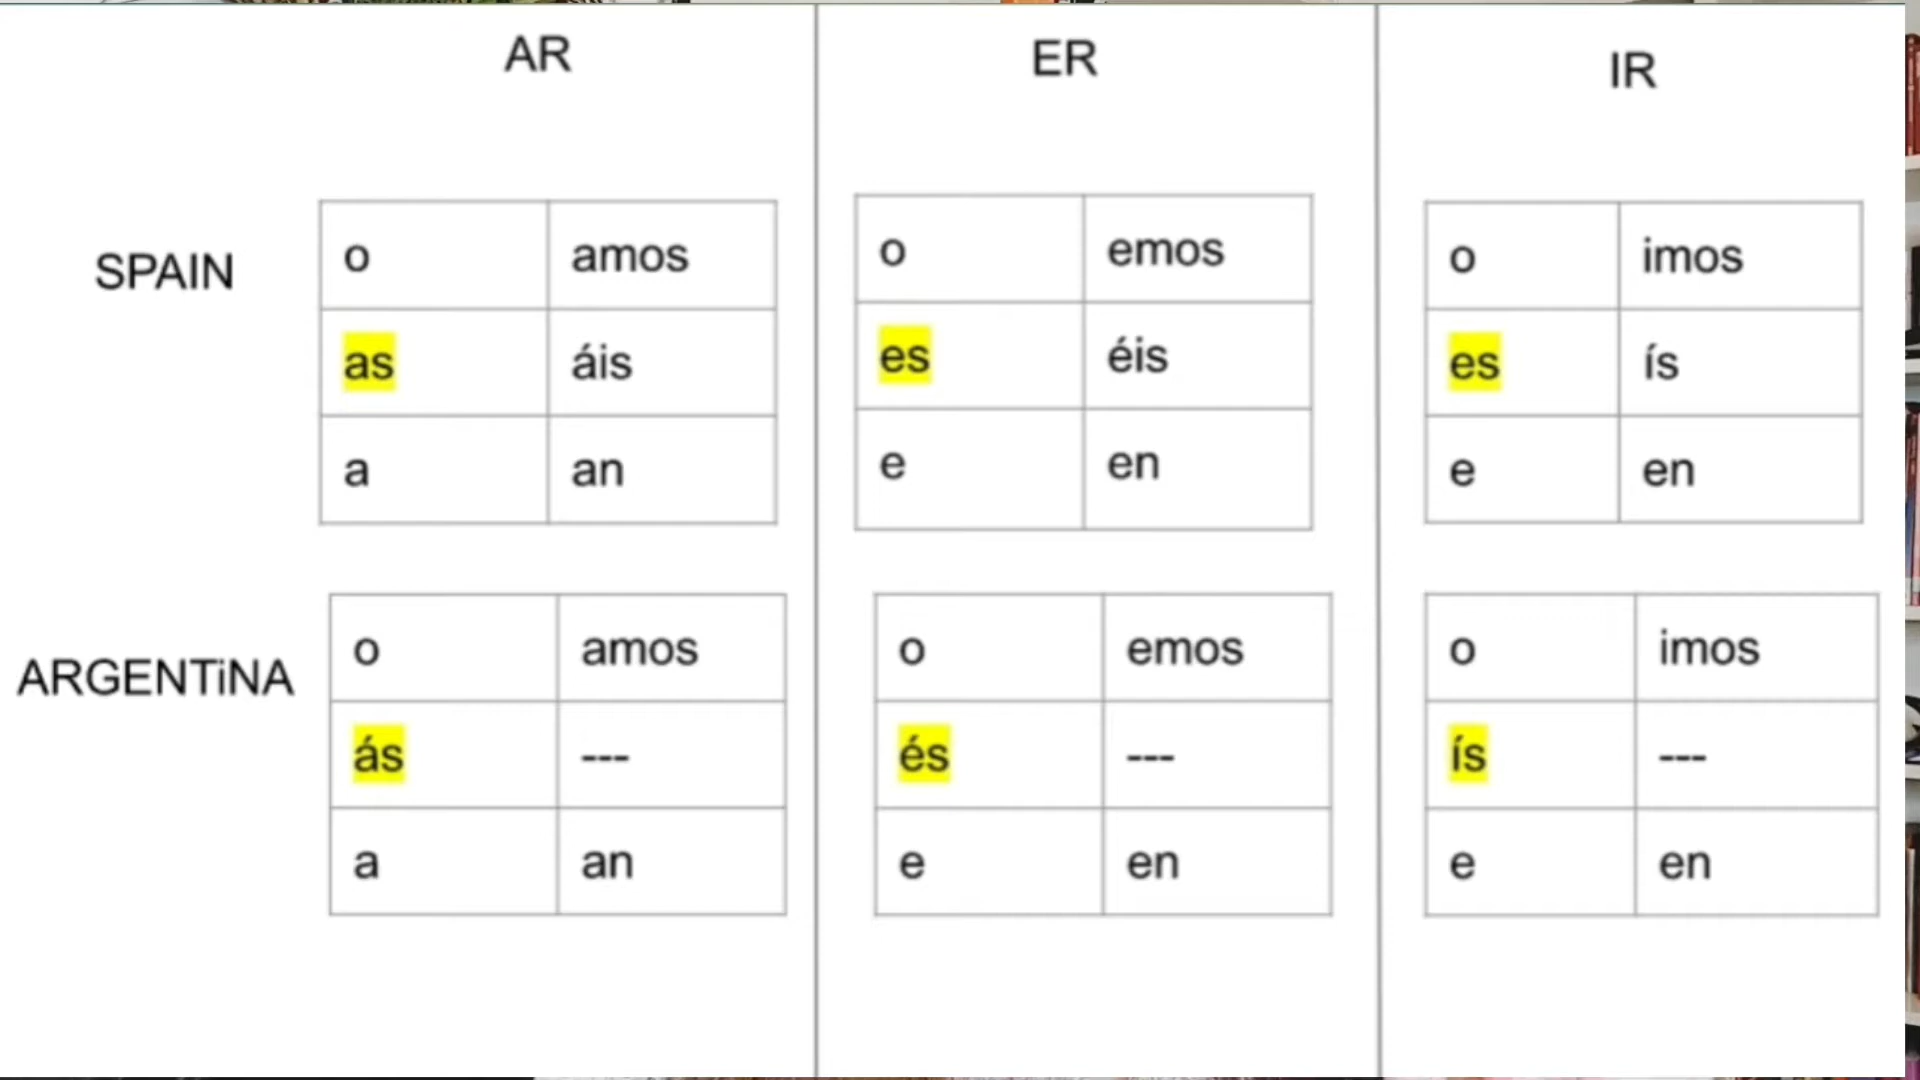 AR ER IR
SPAIN
o amos
as áis
a an
o emos
es éis
e en
o imos
es ís
e en
ARGENTiNA
o amos
ás ---
a an
o emos
és ---
e en
o imos
ís ---
e en